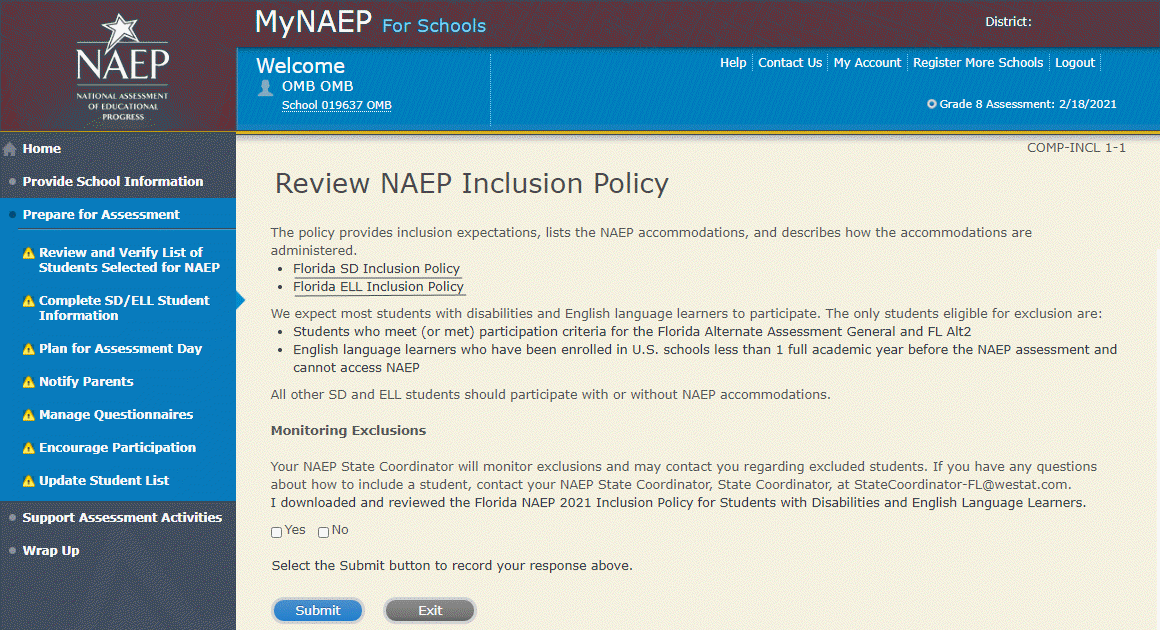 NAEP
NATIONAL ASSESSMENT
OF EDUCATIONAL
PROGRESS
MyNAEP For Schools
District:
Welcome
OMB OMB
School 019637 OMB
Help
Contact Us
My Account
Register More Schools
Logout
Grade 8 Assessment: 2/18/2021
Home
Provide School Information
Prepare for Assessment
Review and Verify List of
Students Selected for NAEP
Complete SD/ELL Student
Information
Plan for Assessment Day
Notify Parents
Manage Questionnaires
Encourage Participation
Update Student List
Support Assessment Activities
Wrap Up
COMP-INCL 1-1
Review NAEP Inclusion Policy
The policy provides inclusion expectations, lists the NAEP accommodations, and describes how the accommodations are
administered.
• Florida SD Inclusion Policy
• Florida ELL Inclusion Policy
We expect most students with disabilities and English language learners to participate. The only students eligible for exclusion are:
• Students who meet (or met) participation criteria for the Florida Alternate Assessment General and FL Alt2
• English language learners who have been enrolled in U.S. schools less than 1 full academic year before the NAEP assessment and
cannot access NAEP
All other SD and ELL students should participate with or without NAEP accommodations.
Monitoring Exclusions
Your NAEP State Coordinator will monitor exclusions and may contact you regarding excluded students. If you have any questions
about how to include a student, contact your NAEP State Coordinator, State Coordinator, at StateCoordinator-FL@westat.com.
I downloaded and reviewed the Florida NAEP 2021 Inclusion Policy for Students with Disabilities and English Language Learners.
Yes No
Select the Submit button to record your response above.
Submit Exit